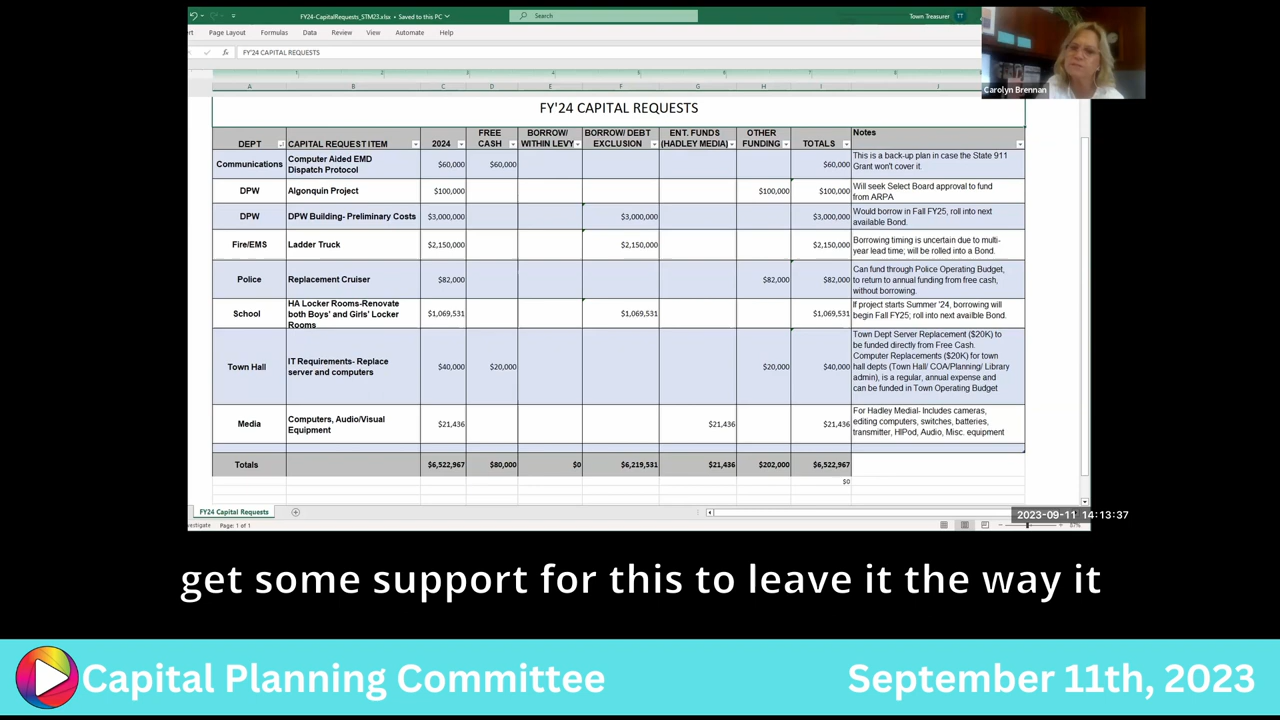 FY24-CapitalRequests_STM23.xlsx • Saved to this PC
Search
Town Treasurer TT
Page Layout Formulas Data Review View Automate Help
fx FY'24 CAPITAL REQUESTS
Carolyn Brennan
A B C D E F G H I J
FY'24 CAPITAL REQUESTS
DEPT CAPITAL REQUEST ITEM 2024 FREE CASH BORROW/ WITHIN LEVY BORROW/ DEBT EXCLUSION ENT. FUNDS (HADLEY MEDIA) OTHER FUNDING TOTALS Notes
Communications Computer Aided EMD Dispatch Protocol $60,000 $60,000 $60,000 This is a back-up plan in case the State 911 Grant won't cover it.
DPW Algonquin Project $100,000 $100,000 $100,000 Will seek Select Board approval to fund from ARPA
DPW DPW Building- Preliminary Costs $3,000,000 $3,000,000 $3,000,000 Would borrow in Fall FY25, roll into next available Bond.
Fire/EMS Ladder Truck $2,150,000 $2,150,000 $2,150,000 Borrowing timing is uncertain due to multi-year lead time; will be rolled into a Bond.
Police Replacement Cruiser $82,000 $82,000 $82,000 Can fund through Police Operating Budget, to return to annual funding from free cash, without borrowing.
School HA Locker Rooms-Renovate both Boys' and Girls' Locker Rooms $1,069,531 $1,069,531 $1,069,531 If project starts Summer '24, borrowing will begin Fall FY25; roll into next availble Bond.
Town Hall IT Requirements- Replace server and computers $40,000 $20,000 $20,000 $40,000 Town Dept Server Replacement ($20K) to be funded directly from Free Cash. Computer Replacements ($20K) for town hall depts (Town Hall/ COA/Planning/ Library admin), is a regular, annual expense and can be funded in Town Operating Budget
Media Computers, Audio/Visual Equipment $21,436 $21,436 $21,436 For Hadley Medial- Includes cameras, editing computers, switches, batteries, transmitter, HIPod, Audio, Misc. equipment
Totals $6,522,967 $80,000 $0 $6,219,531 $21,436 $202,000 $6,522,967
$0
FY24 Capital Requests
2023-09-11 14:13:37
Page: 1 of 1
get some support for this to leave it the way it
Capital Planning Committee
September 11th, 2023